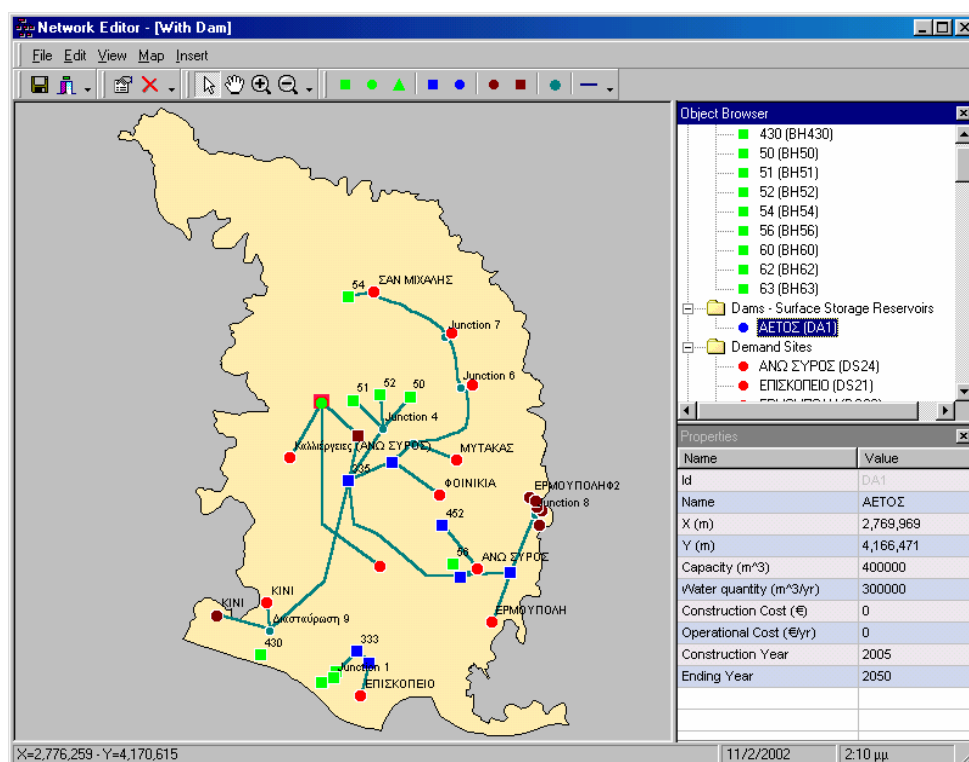 Network Editor - [With Dam]
File Edit View Map Insert
Object Browser
430 (BH430)
50 (BH50)
51 (BH51)
52 (BH52)
54 (BH54)
56 (BH56)
60 (BH60)
62 (BH62)
63 (BH63)
Dams - Surface Storage Reservoirs
ΑΕΤΟΣ (DA1)
Demand Sites
ΑΝΩ ΣΥΡΟΣ (DS24)
ΕΠΙΣΚΟΠΕΙΟ (DS21)
Properties
Name Value
Id DA1
Name ΑΕΤΟΣ
X (m) 2,769,969
Y (m) 4,166,471
Capacity (m^3) 400000
Water quantity (m^3/yr) 300000
Construction Cost (€) 0
Operational Cost (€/yr) 0
Construction Year 2005
Ending Year 2050
54 ΣΑΝ ΜΙΧΑΛΗΣ
Junction 7
Junction 6
51 52 50
Junction 4
Καλλιέργειες (ΑΝΩ ΣΥΡΟΣ)
235
ΜΥΤΑΚΑΣ
ΦΟΙΝΙΚΙΑ
ΕΡΜΟΥΠΟΛΗΦ2
Junction 8
452
56 ΑΝΩ ΣΥΡΟΣ
ΕΡΜΟΥΠΟΛΗ
ΚΙΝΙ
ΚΙΝΙ
Διασταύρωση 9
430
333
Junction 1
ΕΠΙΣΚΟΠΕΙΟ
X=2,776,259 - Y=4,170,615
11/2/2002
2:10 μμ